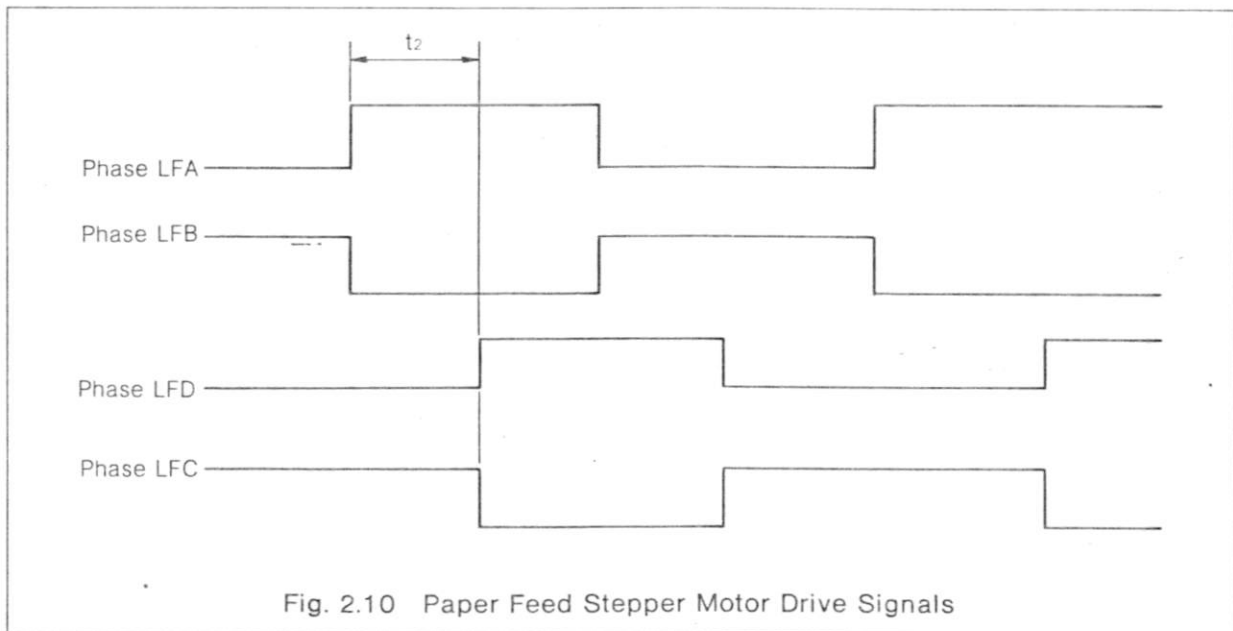 t2
Phase LFA
Phase LFB
Phase LFD
Phase LFC
Fig. 2.10 Paper Feed Stepper Motor Drive Signals